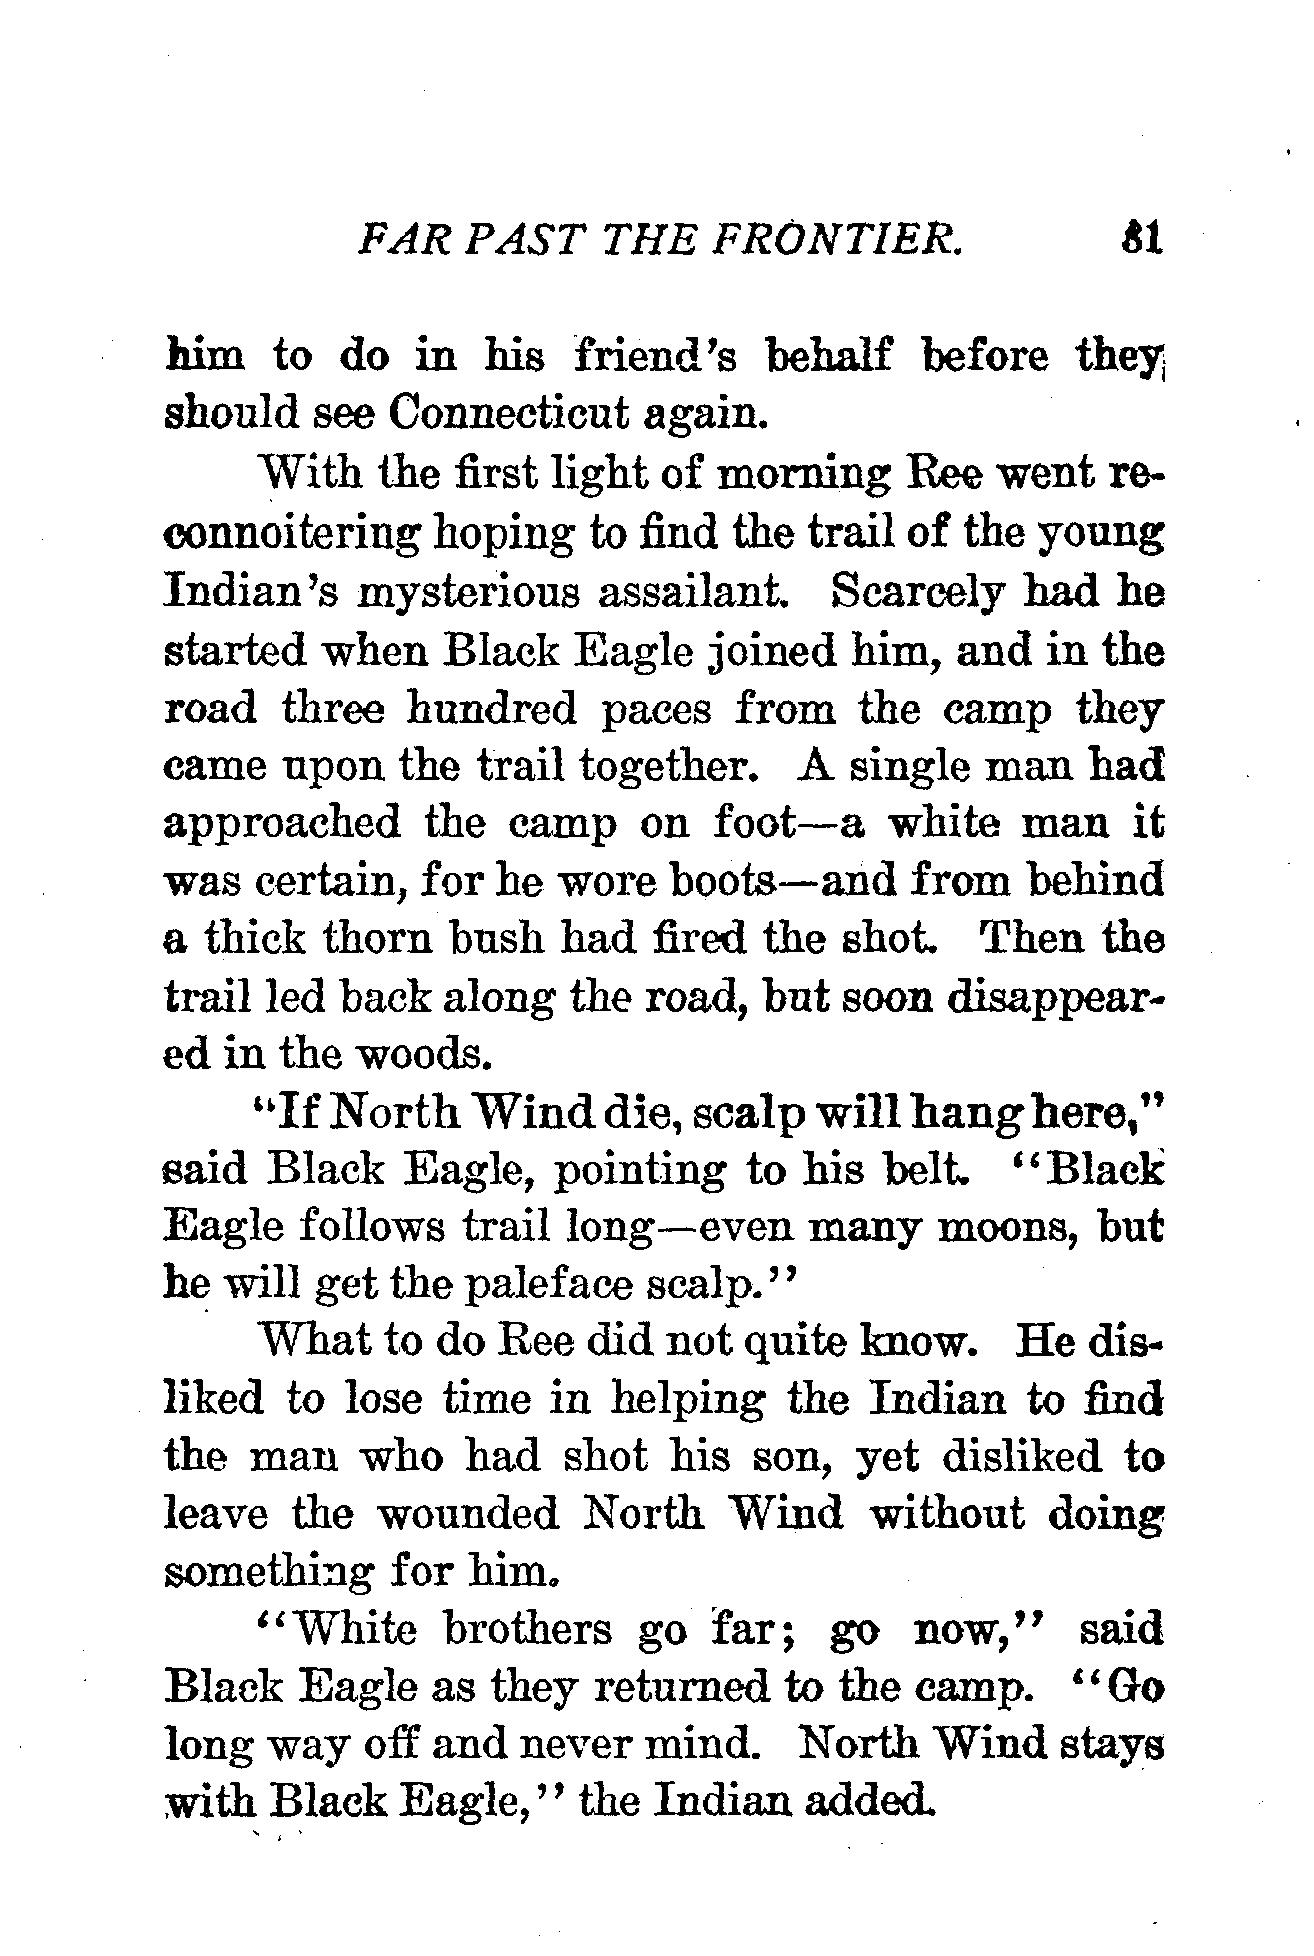 FAR PAST THE FRONTIER. 81
him to do in his friend's behalf before they
should see Connecticut again.
With the first light of morning Ree went re-
connoitering hoping to find the trail of the young
Indian's mysterious assailant. Scarcely had he
started when Black Eagle joined him, and in the
road three hundred paces from the camp they
came upon the trail together. A single man had
approached the camp on foot—a white man it
was certain, for he wore boots—and from behind
a thick thorn bush had fired the shot. Then the
trail led back along the road, but soon disappear-
ed in the woods.
"If North Wind die, scalp will hang here,"
said Black Eagle, pointing to his belt. "Black
Eagle follows trail long—even many moons, but
he will get the paleface scalp."
What to do Ree did not quite know. He dis-
liked to lose time in helping the Indian to find
the man who had shot his son, yet disliked to
leave the wounded North Wind without doing
something for him.
"White brothers go far; go now," said
Black Eagle as they returned to the camp. "Go
long way off and never mind. North Wind stays
with Black Eagle," the Indian added.